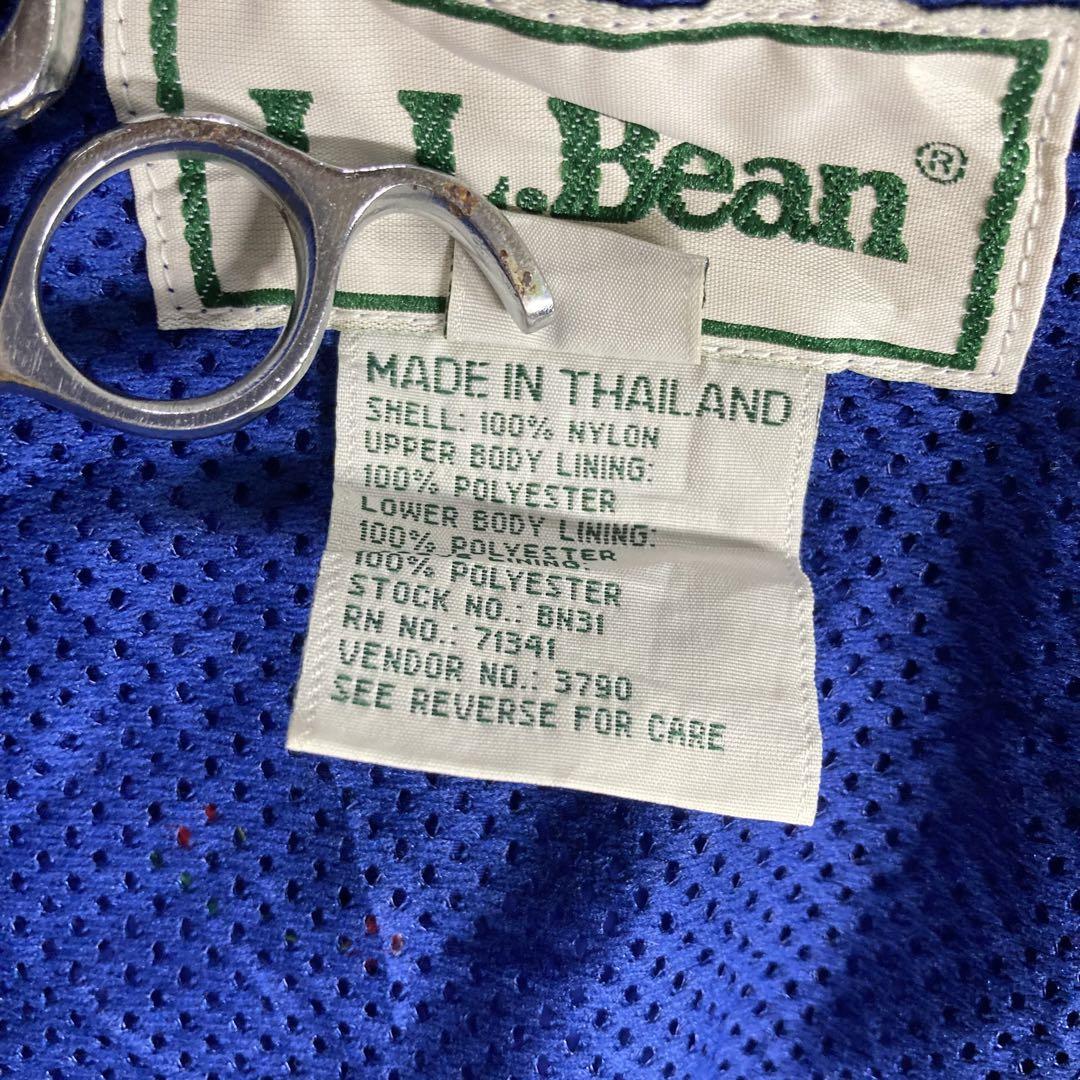 L.L.Bean®
MADE IN THAILAND
SHELL: 100% NYLON
UPPER BODY LINING:
100% POLYESTER
LOWER BODY LINING:
100% POLYESTER
LINING:
100% POLYESTER
STOCK NO.: BN31
RN NO.: 71341
VENDOR NO.: 3790
SEE REVERSE FOR CARE